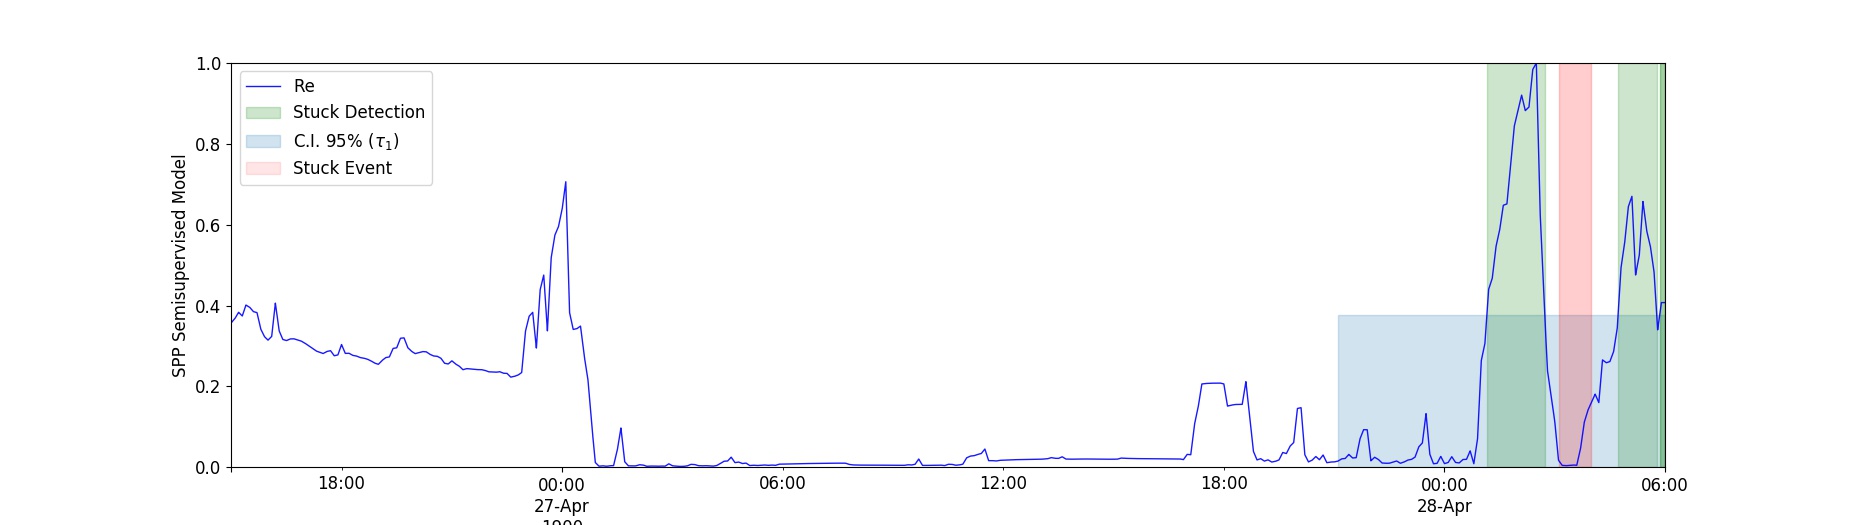 1.0
0.8
0.6
0.4
0.2
0.0
SPP Semisupervised Model
Re
Stuck Detection
C.I. 95% (τ₁)
Stuck Event
18:00
00:00
27-Apr
1900
06:00
12:00
18:00
00:00
28-Apr
06:00